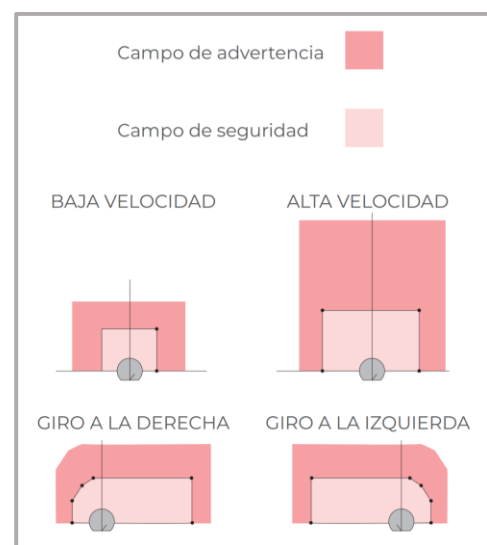 Campo de advertencia
Campo de seguridad
BAJA VELOCIDAD
ALTA VELOCIDAD
GIRO A LA DERECHA
GIRO A LA IZQUIERDA